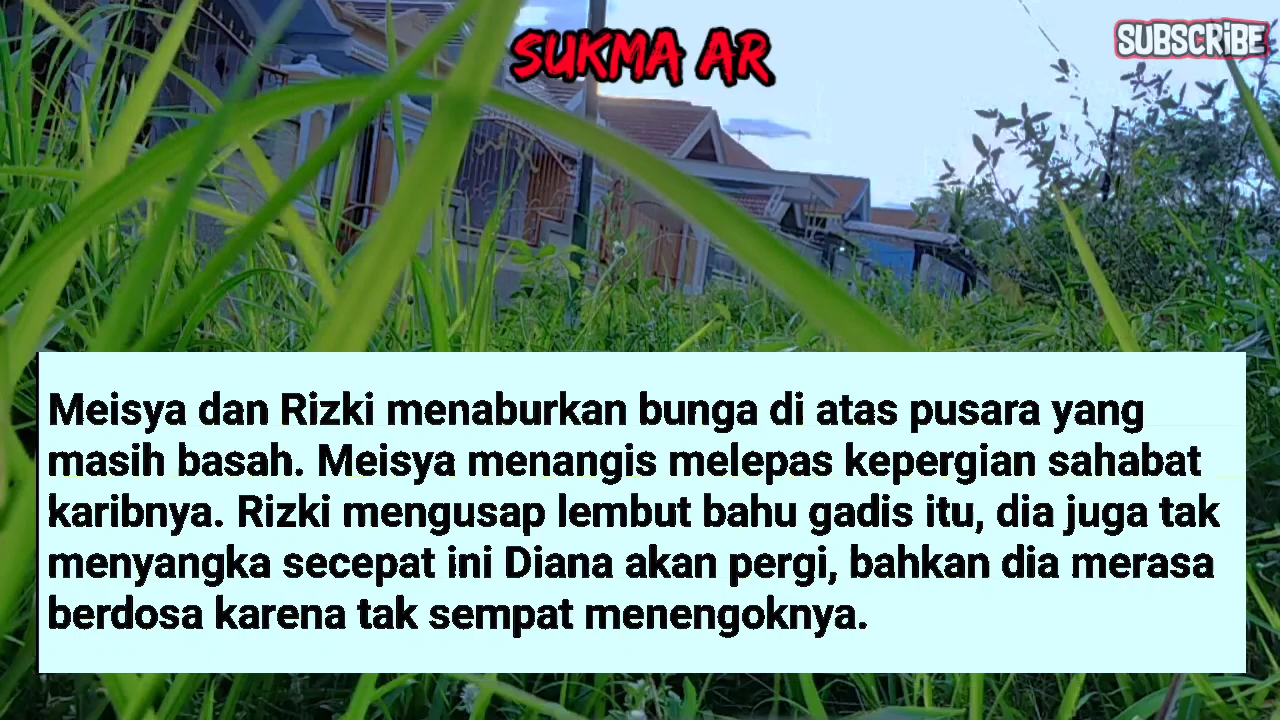 SUKMA AR
SUBSCRiBE
Meisya dan Rizki menaburkan bunga di atas pusara yang
masih basah. Meisya menangis melepas kepergian sahabat
karibnya. Rizki mengusap lembut bahu gadis itu, dia juga tak
menyangka secepat ini Diana akan pergi, bahkan dia merasa
berdosa karena tak sempat menengoknya.